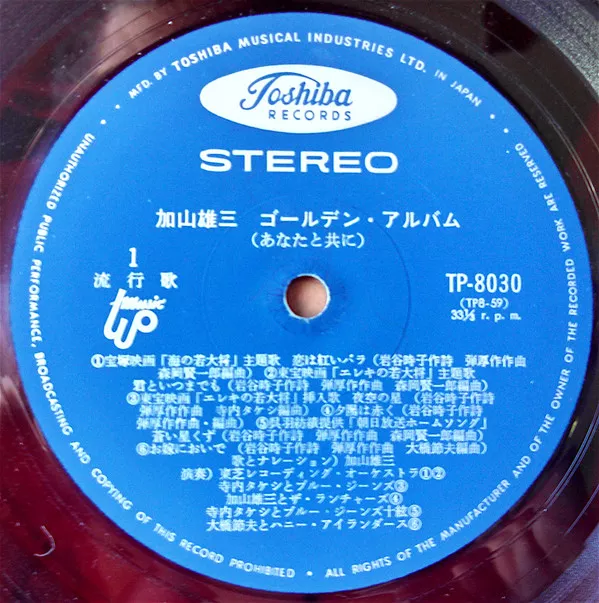 MFD. BY TOSHIBA MUSICAL INDUSTRIES LTD. IN JAPAN
Toshiba
RECORDS
STEREO
加山雄三 ゴールデン・アルバム
(あなたと共に)
1
流行歌
Music
LP
TP-8030
(TP8-59)
33⅓ r.p.m.
①宝塚映画「海の若大将」主題歌 恋は紅いバラ(岩谷時子作詩 弾厚作作曲
森岡賢一郎編曲)②東宝映画「エレキの若大将」主題歌
君といつまでも(岩谷時子作詩 弾厚作作曲 森岡賢一郎編曲)
③東宝映画「エレキの若大将」挿入歌 夜空の星(岩谷時子作詩
弾厚作作曲 寺内タケシ編曲)④夕陽は赤く(岩谷時子作詩
弾厚作作曲・編曲)⑤呉羽紡績提供「朝日放送ホームソング」
蒼い星くず(岩谷時子作詩 弾厚作作曲 森岡賢一郎編曲)
⑥お嫁においで(岩谷時子作詩 弾厚作作曲 大橋節夫編曲)
歌とナレーション)加山雄三
演奏)東芝レコーディング・オーケストラ①②
寺内タケシとブルー・ジーンズ③
加山雄三とザ・ランチャーズ④
寺内タケシとブルー・ジーンズ十絃⑤
大橋節夫とハニー・アイランダース⑥
UNAUTHORIZED PUBLIC PERFORMANCE, BROADCASTING AND COPYING OF THIS RECORD PROHIBITED • ALL RIGHTS OF THE MANUFACTURER AND OF THE OWNER OF THE RECORDED WORK ARE RESERVED